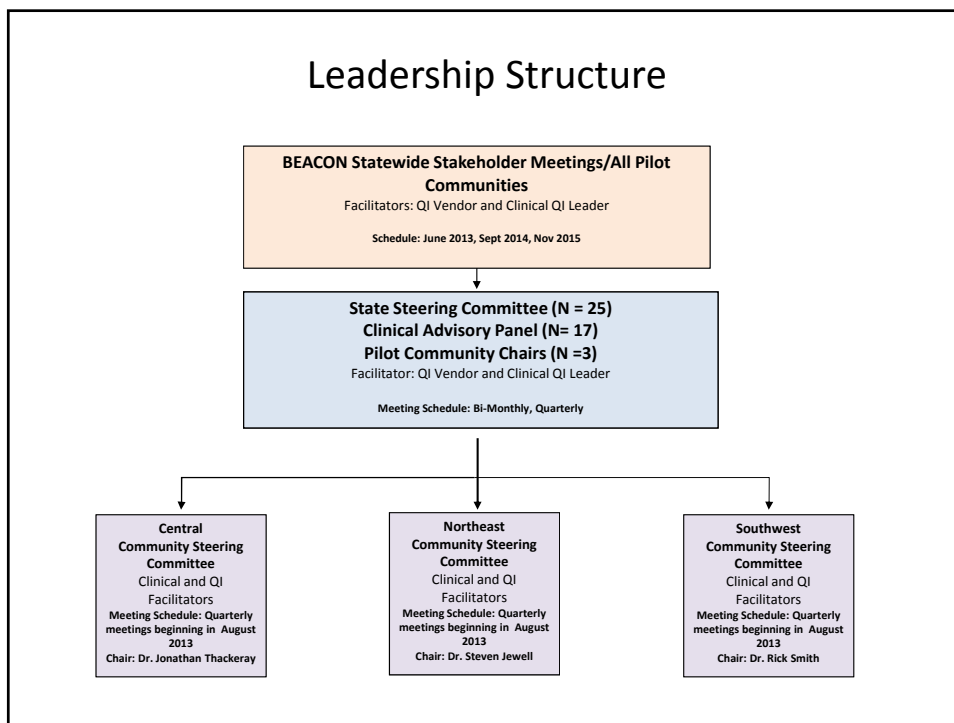 Leadership Structure
BEACON Statewide Stakeholder Meetings/All Pilot
Communities
Facilitators: QI Vendor and Clinical QI Leader
Schedule: June 2013, Sept 2014, Nov 2015
State Steering Committee (N = 25)
Clinical Advisory Panel (N= 17)
Pilot Community Chairs (N =3)
Facilitator: QI Vendor and Clinical QI Leader
Meeting Schedule: Bi-Monthly, Quarterly
Central
Community Steering
Committee
Clinical and QI
Facilitators
Meeting Schedule: Quarterly
meetings beginning in August
2013
Chair: Dr. Jonathan Thackeray
Northeast
Community Steering
Committee
Clinical and QI
Facilitators
Meeting Schedule: Quarterly
meetings beginning in August
2013
Chair: Dr. Steven Jewell
Southwest
Community Steering
Committee
Clinical and QI
Facilitators
Meeting Schedule: Quarterly
meetings beginning in August
2013
Chair: Dr. Rick Smith